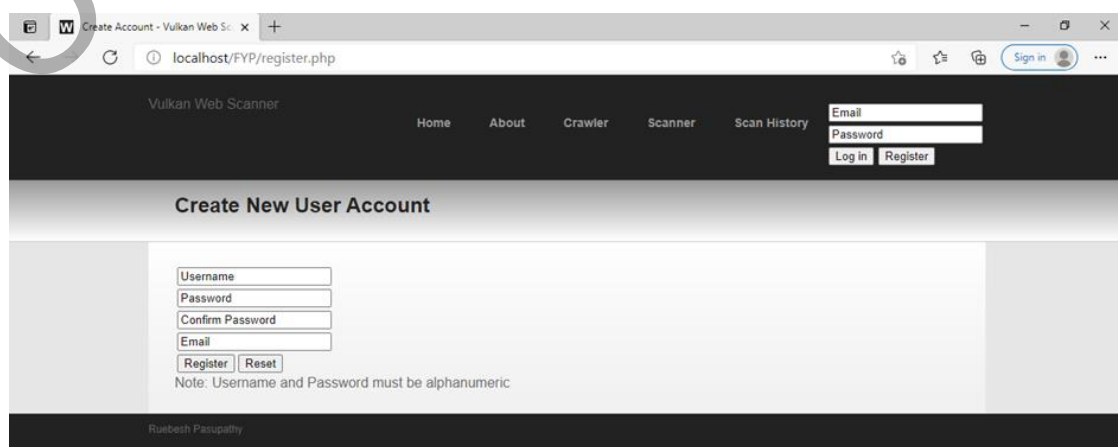 Create Account - Vulkan Web Sc
localhost/FYP/register.php
Sign in
Vulkan Web Scanner
Home About Crawler Scanner Scan History
Email
Password
Log in Register
Create New User Account
Username
Password
Confirm Password
Email
Register Reset
Note: Username and Password must be alphanumeric
Ruebesh Pasupathy